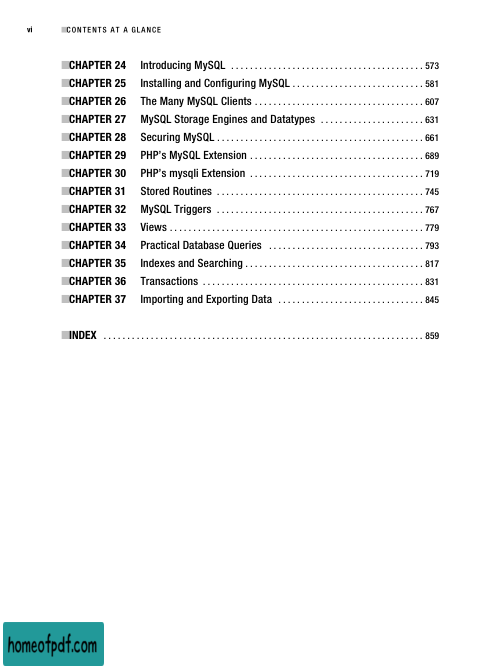 vi ■CONTENTS AT A GLANCE
■CHAPTER 24 Introducing MySQL ........................................ 573
■CHAPTER 25 Installing and Configuring MySQL ............................ 581
■CHAPTER 26 The Many MySQL Clients .................................... 607
■CHAPTER 27 MySQL Storage Engines and Datatypes ...................... 631
■CHAPTER 28 Securing MySQL ............................................ 661
■CHAPTER 29 PHP's MySQL Extension ..................................... 689
■CHAPTER 30 PHP's mysqli Extension ..................................... 719
■CHAPTER 31 Stored Routines ............................................ 745
■CHAPTER 32 MySQL Triggers ............................................ 767
■CHAPTER 33 Views ...................................................... 779
■CHAPTER 34 Practical Database Queries ................................. 793
■CHAPTER 35 Indexes and Searching ...................................... 817
■CHAPTER 36 Transactions ............................................... 831
■CHAPTER 37 Importing and Exporting Data ............................... 845
■INDEX .................................................................... 859
homeofpdf.com